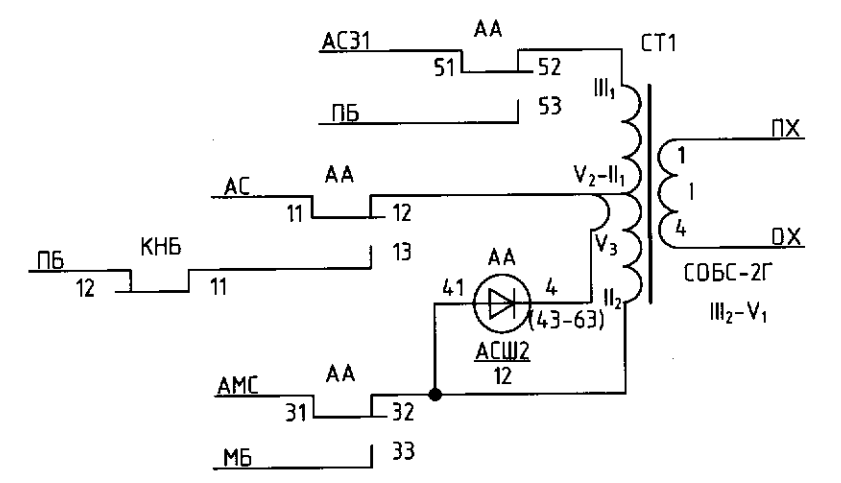 АА
АСЗ1
СТ1
51
52
III₁
ПБ
53
ПХ
АА
V₂-II₁
1
АС
I
11
12
4
КНБ
13
V₃
ОХ
ПБ
АА
СОБС-2Г
12
11
41
4
II₂
(43-63)
III₂-V₁
АСШ2
12
АА
АМС
31
32
МБ
33